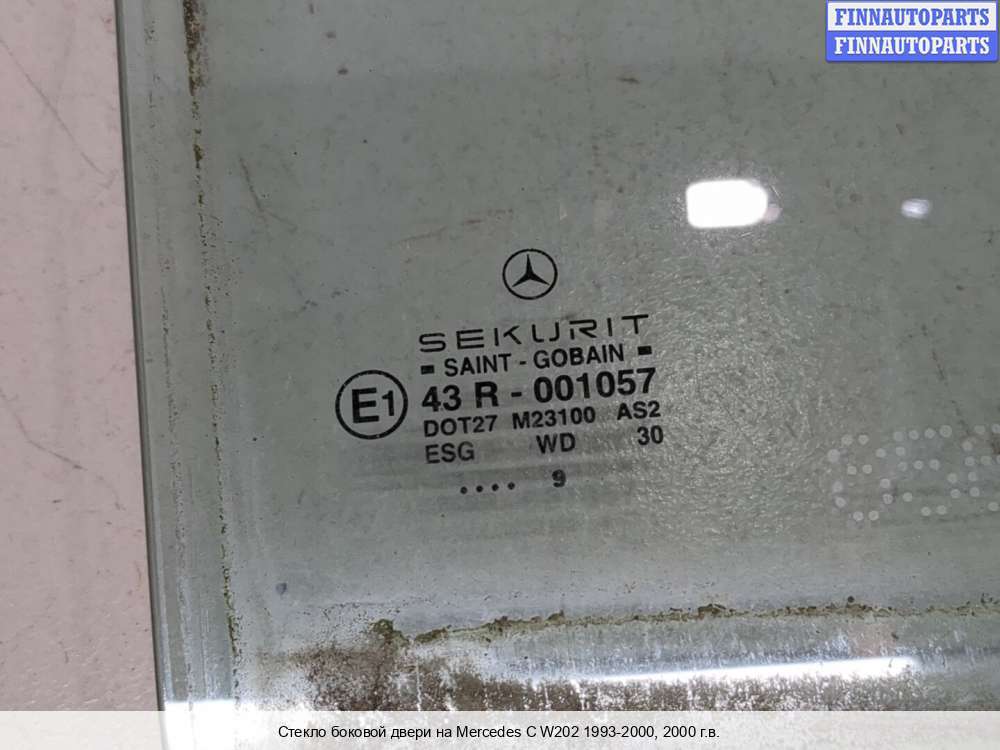 FINNAUTOPARTS
FINNAUTOPARTS
SEKURIT
SAINT - GOBAIN
E1
43 R - 001057
DOT27 M23100 AS2
ESG WD 30
.... 9
Стекло боковой двери на Mercedes C W202 1993-2000, 2000 г.в.